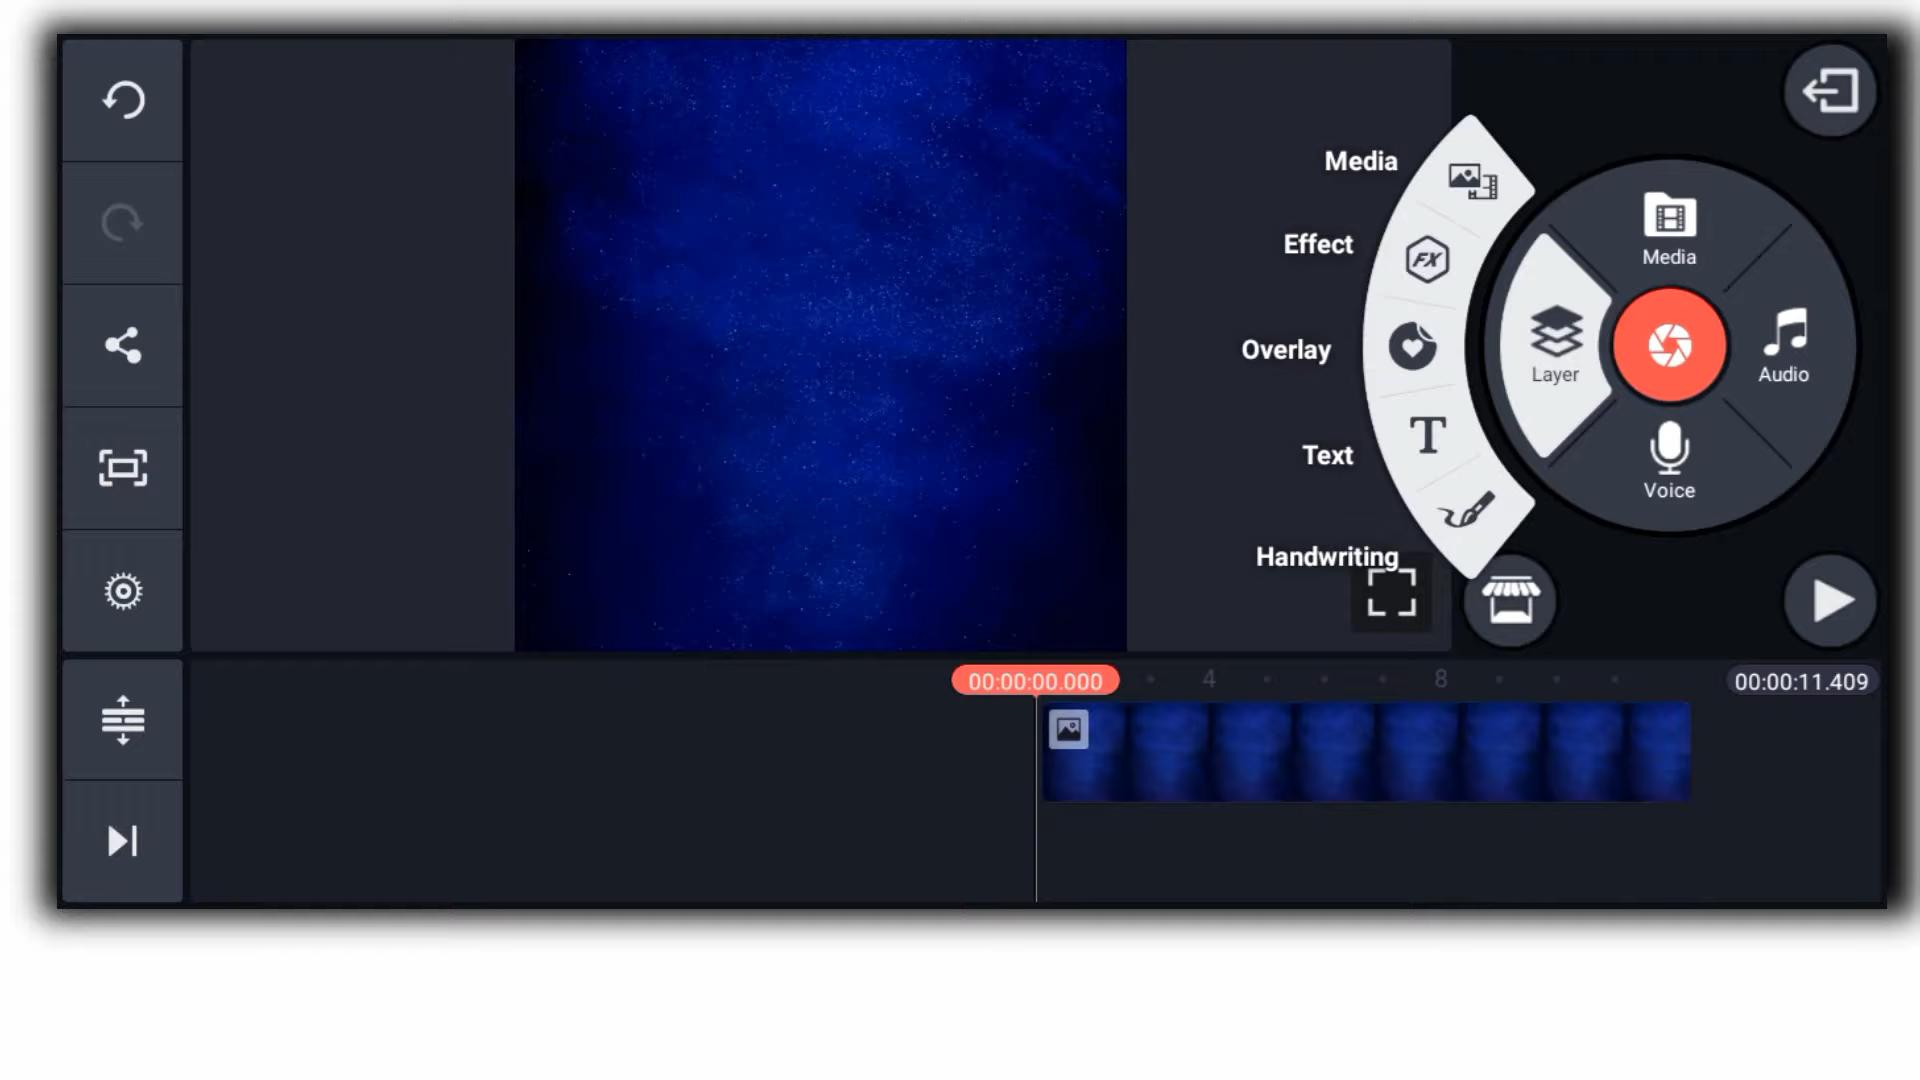 Media
Effect
Overlay
Text
Handwriting
FX
T
Media
Layer
Audio
Voice
00:00:00.000
4
8
00:00:11.409